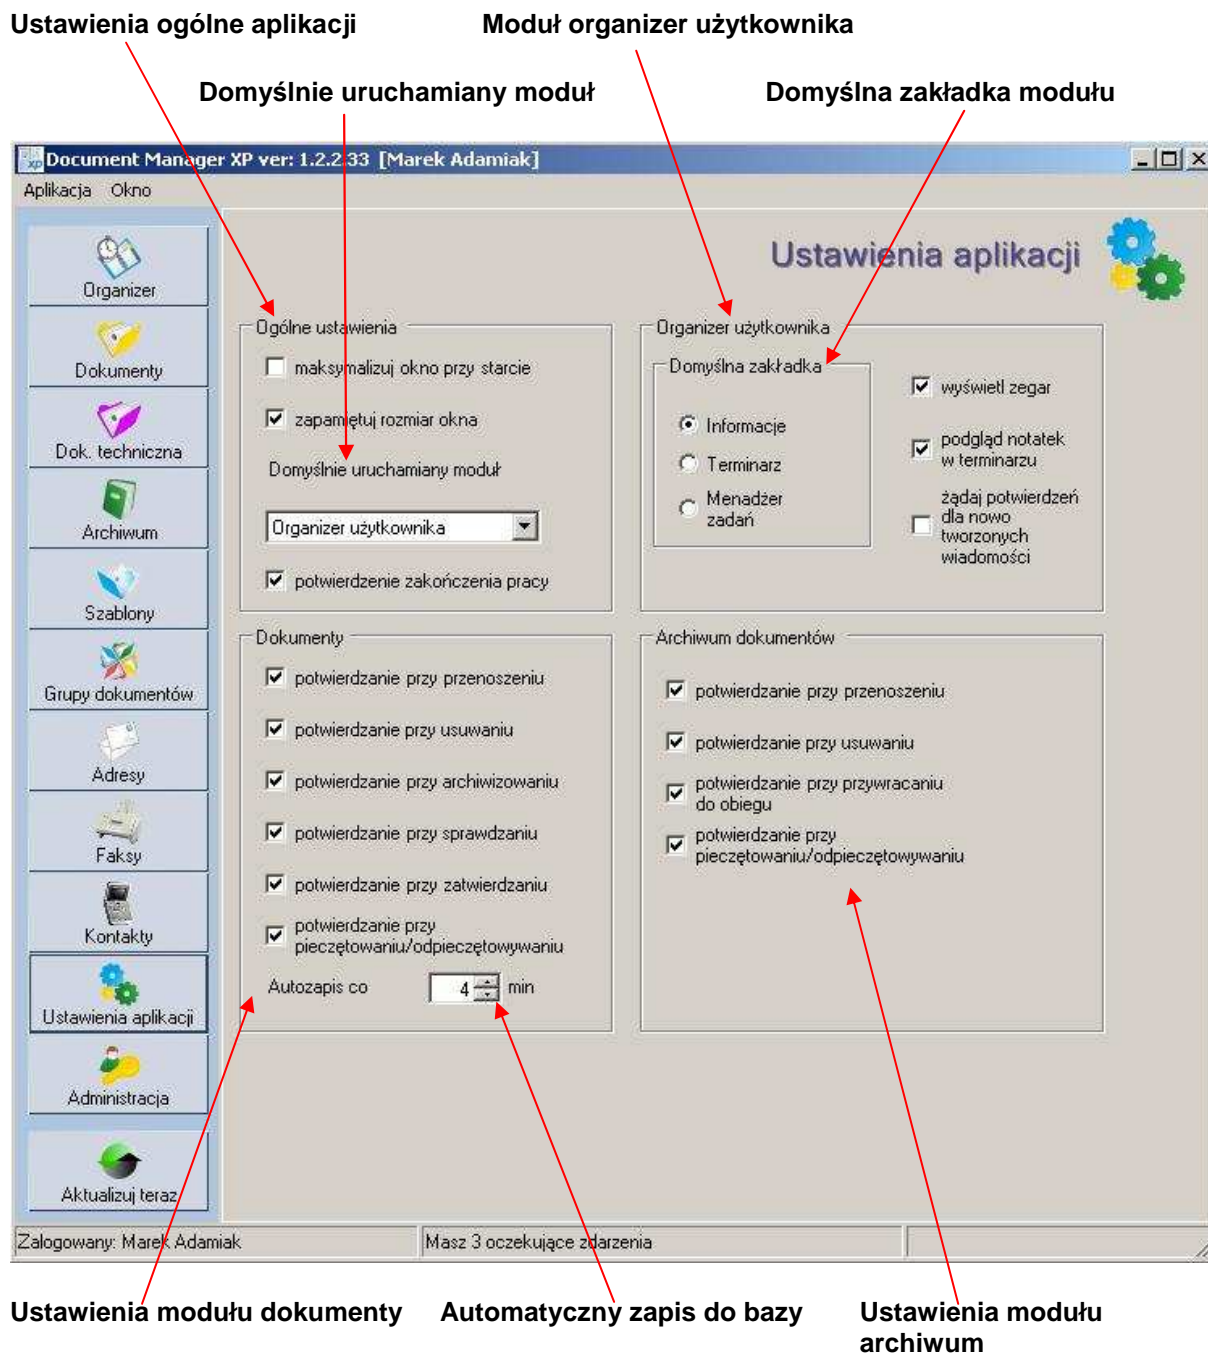 Ustawienia ogólne aplikacji
Moduł organizer użytkownika
Domyślnie uruchamiany moduł
Domyślna zakładka modułu
Document Manager XP ver: 1.2.2.33 [Marek Adamiak]
Aplikacja Okno
Ustawienia aplikacji
Organizer
Dokumenty
Dok. techniczna
Archiwum
Szablony
Grupy dokumentów
Adresy
Faksy
Kontakty
Ustawienia aplikacji
Administracja
Aktualizuj teraz
Ogólne ustawienia
maksymalizuj okno przy starcie
zapamiętuj rozmiar okna
Domyślnie uruchamiany moduł
Organizer użytkownika
potwierdzenie zakończenia pracy
Organizer użytkownika
Domyślna zakładka
Informacje
Terminarz
Menadżer
zadań
wyświetl zegar
podgląd notatek
w terminarzu
żądaj potwierdzeń
dla nowo
tworzonych
wiadomości
Dokumenty
potwierdzanie przy przenoszeniu
potwierdzanie przy usuwaniu
potwierdzanie przy archiwizowaniu
potwierdzanie przy sprawdzaniu
potwierdzanie przy zatwierdzaniu
potwierdzanie przy
pieczętowaniu/odpieczętowywaniu
Autozapis co 4 min
Archiwum dokumentów
potwierdzanie przy przenoszeniu
potwierdzanie przy usuwaniu
potwierdzanie przy przywracaniu
do obiegu
potwierdzanie przy
pieczętowaniu/odpieczętowywaniu
Zalogowany: Marek Adamiak
Masz 3 oczekujące zdarzenia
Ustawienia modułu dokumenty
Automatyczny zapis do bazy
Ustawienia modułu
archiwum